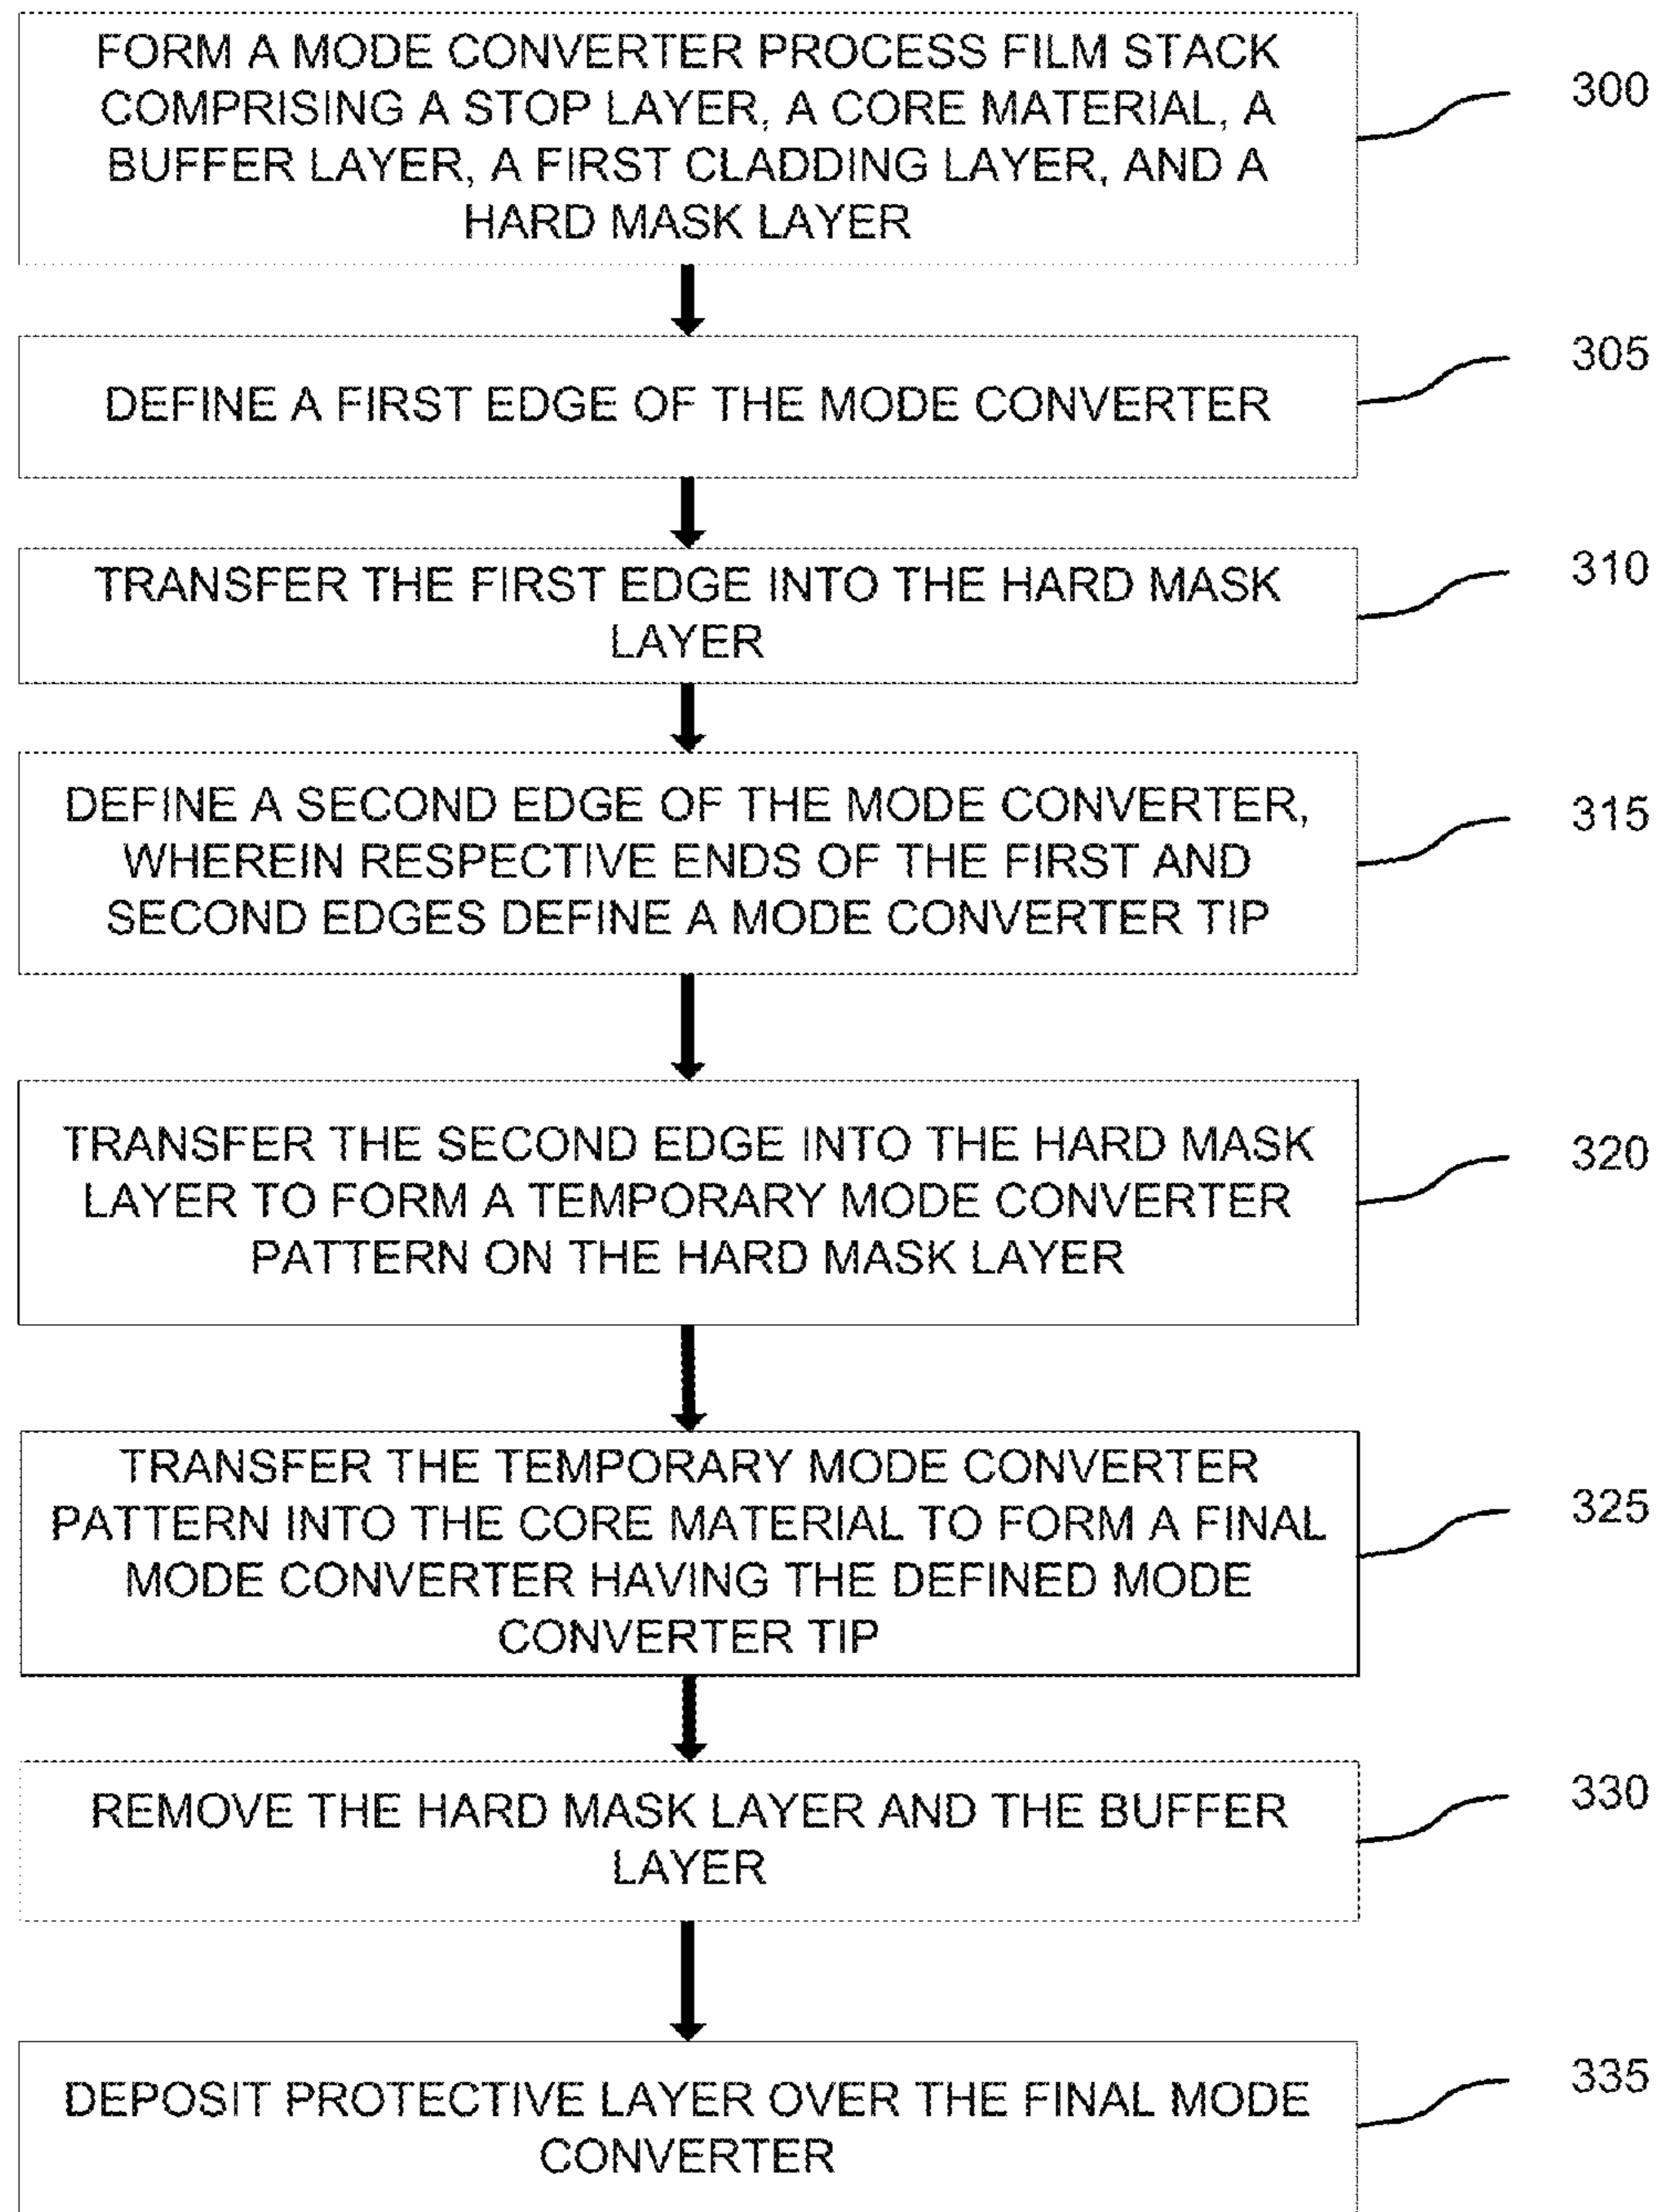 FORM A MODE CONVERTER PROCESS FILM STACK
COMPRISING A STOP LAYER, A CORE MATERIAL, A
BUFFER LAYER, A FIRST CLADDING LAYER, AND A
HARD MASK LAYER
300
DEFINE A FIRST EDGE OF THE MODE CONVERTER
305
TRANSFER THE FIRST EDGE INTO THE HARD MASK
LAYER
310
DEFINE A SECOND EDGE OF THE MODE CONVERTER,
WHEREIN RESPECTIVE ENDS OF THE FIRST AND
SECOND EDGES DEFINE A MODE CONVERTER TIP
315
TRANSFER THE SECOND EDGE INTO THE HARD MASK
LAYER TO FORM A TEMPORARY MODE CONVERTER
PATTERN ON THE HARD MASK LAYER
320
TRANSFER THE TEMPORARY MODE CONVERTER
PATTERN INTO THE CORE MATERIAL TO FORM A FINAL
MODE CONVERTER HAVING THE DEFINED MODE
CONVERTER TIP
325
REMOVE THE HARD MASK LAYER AND THE BUFFER
LAYER
330
DEPOSIT PROTECTIVE LAYER OVER THE FINAL MODE
CONVERTER
335